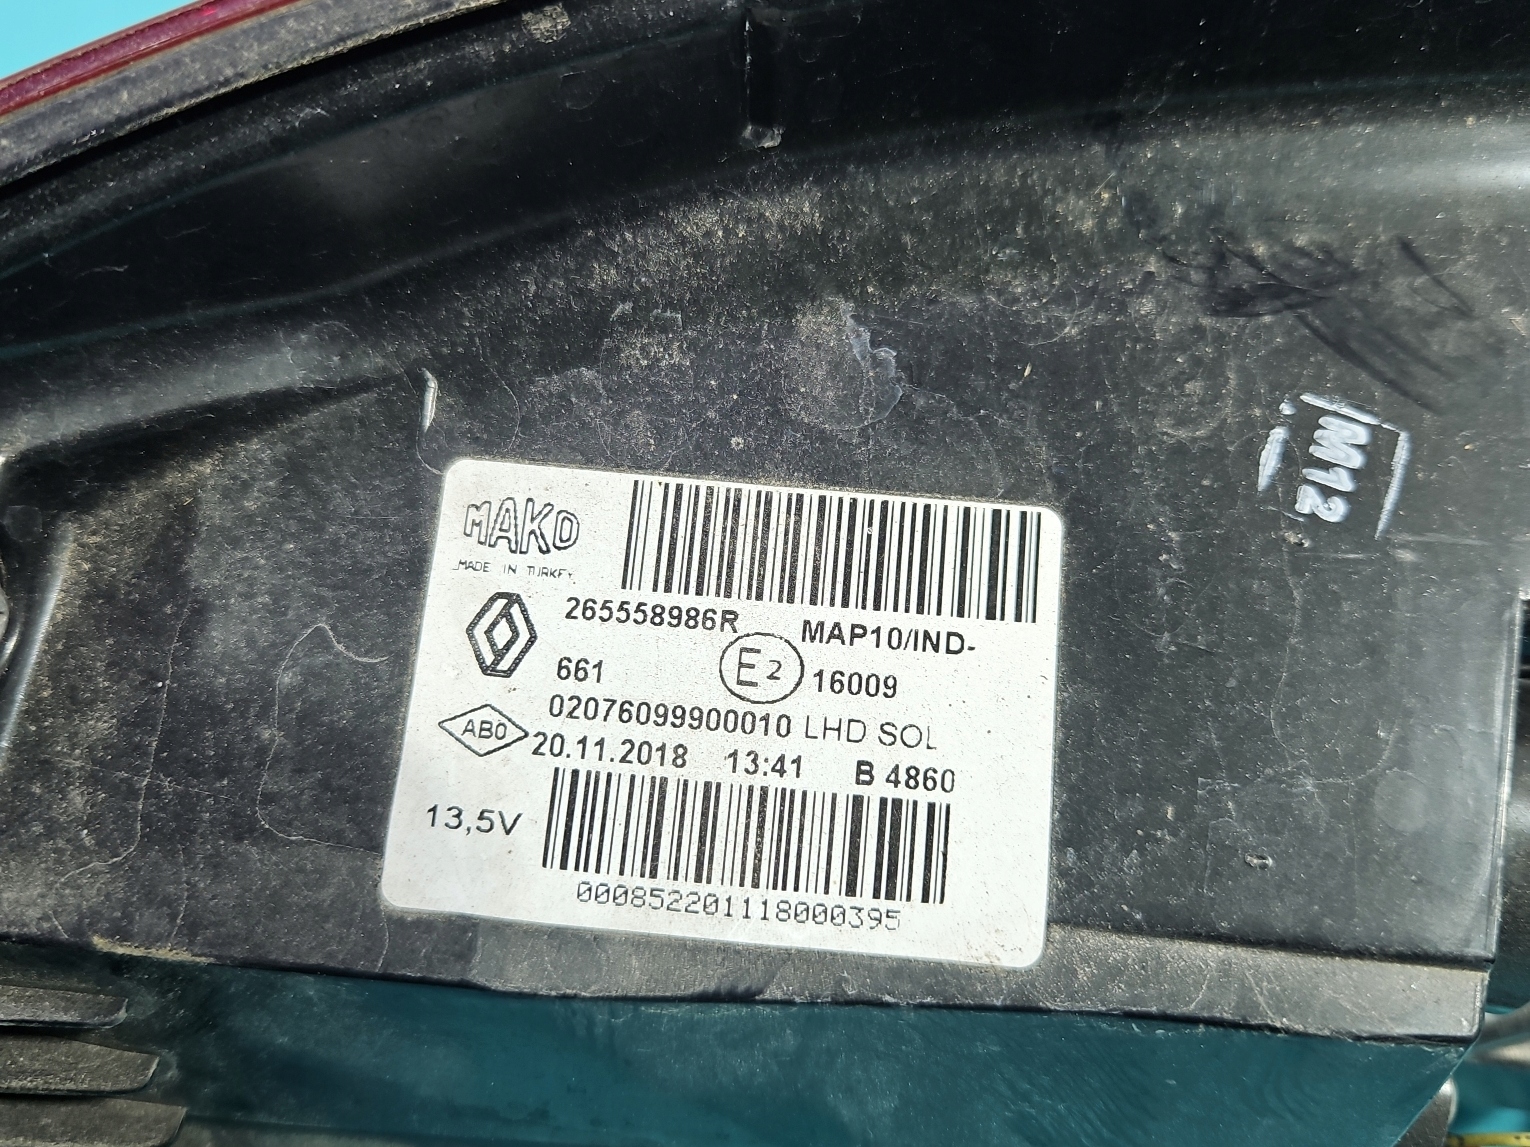 MAKO
MADE IN TURKEY
265558986R MAP10/IND-
661 E2 16009
02076099900010 LHD SOL
ABO 20.11.2018 13:41 B 4860
13,5V
000852201118000395
M12